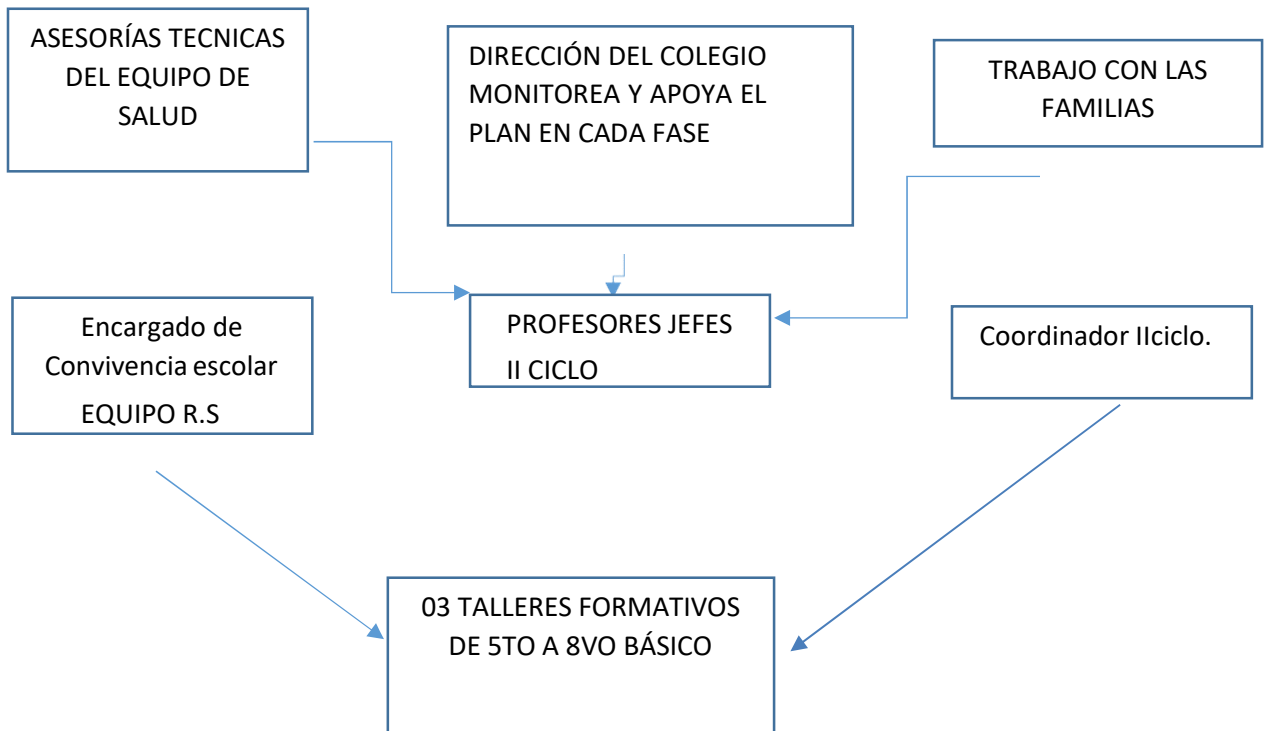 ASESORÍAS TECNICAS
DEL EQUIPO DE
SALUD
DIRECCIÓN DEL COLEGIO
MONITOREA Y APOYA EL
PLAN EN CADA FASE
TRABAJO CON LAS
FAMILIAS
Encargado de
Convivencia escolar
EQUIPO R.S
PROFESORES JEFES
II CICLO
Coordinador IIciclo.
03 TALLERES FORMATIVOS
DE 5TO A 8VO BÁSICO